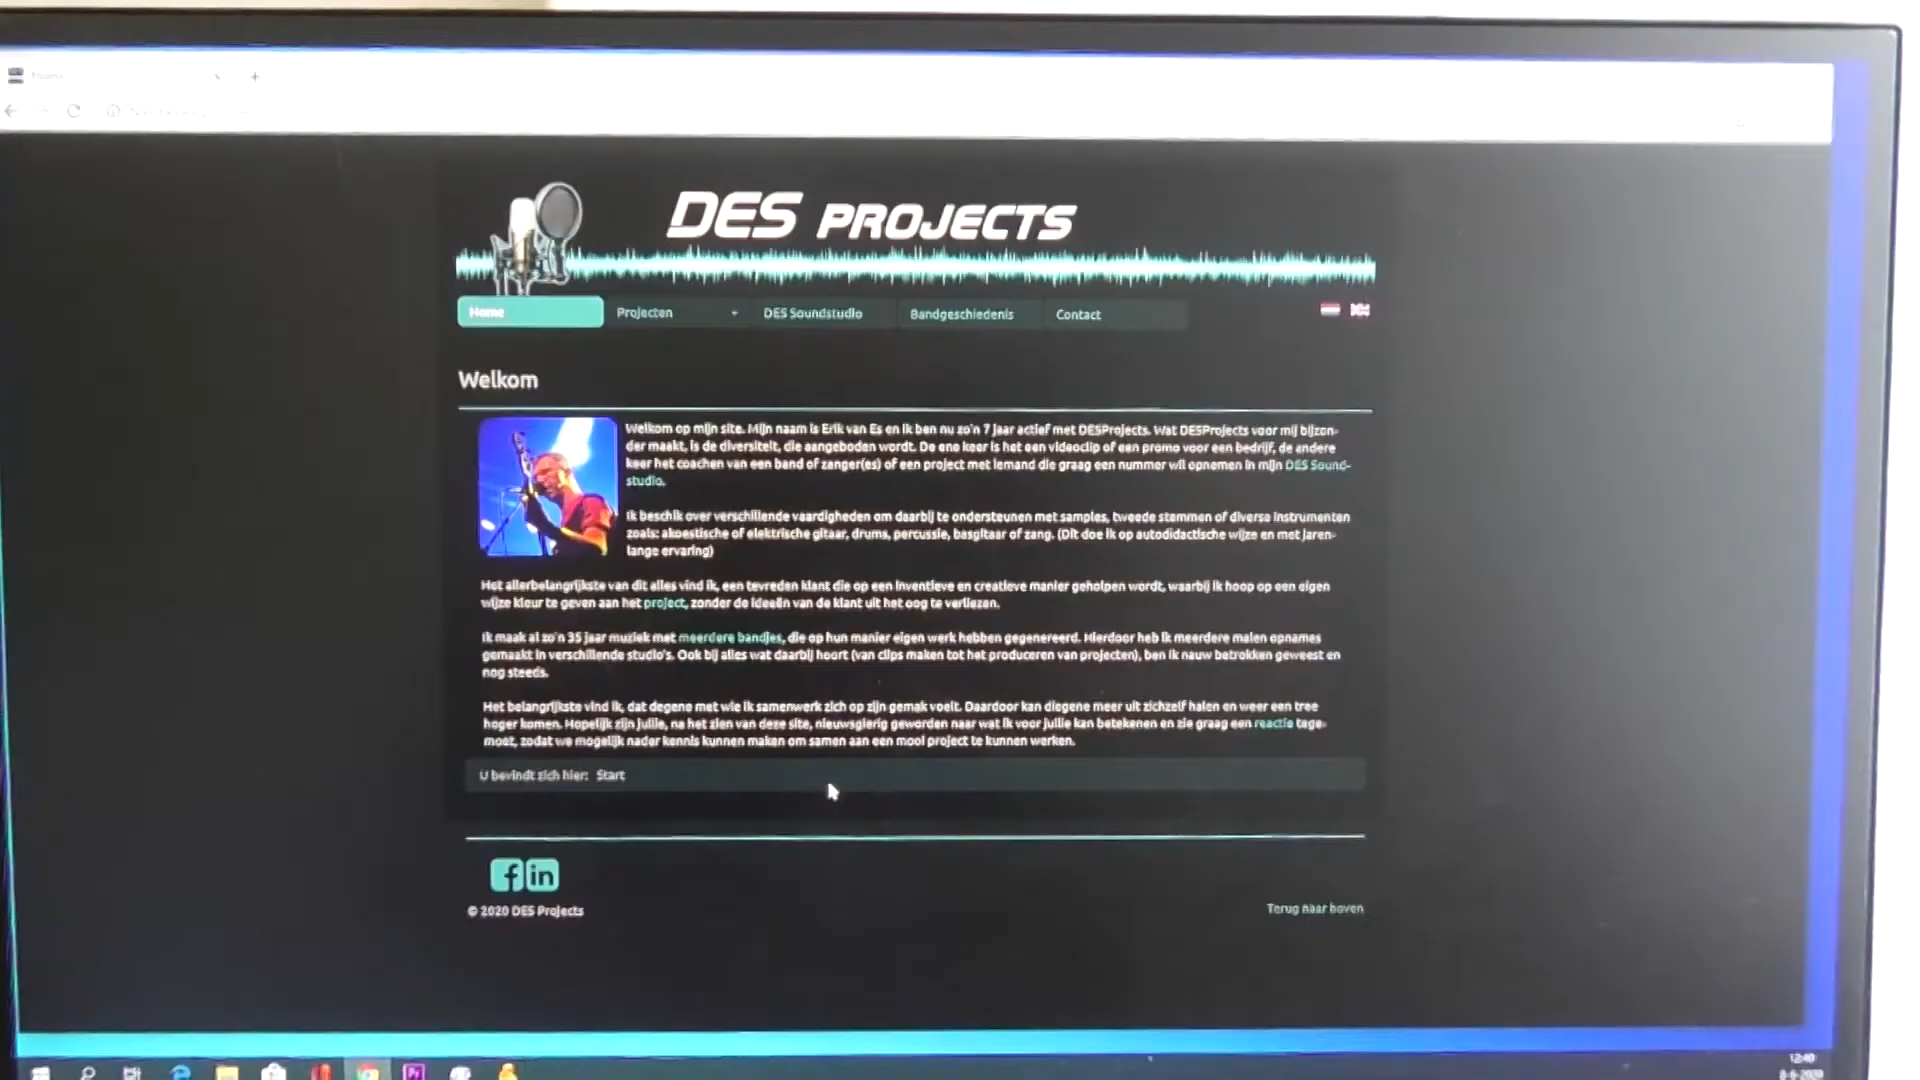 Home
DES PROJECTS
Home
Projecten
DES Soundstudio
Bandgeschiedenis
Contact
Welkom
Welkom op mijn site. Mijn naam is Erik van Es en ik ben nu zo'n 7 jaar actief met DESProjects. Wat DESProjects voor mij bijzon-
der maakt, is de diversiteit, die aangeboden wordt. De ene keer is het een videoclip of een promo voor een bedrijf, de andere
keer het coachen van een band of zanger(es) of een project met iemand die graag een nummer wil opnemen in mijn DES Sound-
studio.
Ik beschik over verschillende vaardigheden om daarbij te ondersteunen met samples, tweede stemmen of diverse instrumenten
zoals: akoestische of elektrische gitaar, drums, percussie, basgitaar of zang. (Dit doe ik op autodidactische wijze en met jaren-
lange ervaring)
Het allerbelangrijkste van dit alles vind ik, een tevreden klant die op een inventieve en creatieve manier geholpen wordt, waarbij ik hoop op een eigen
wijze kleur te geven aan het project, zonder de ideeën van de klant uit het oog te verliezen.
Ik maak al zo'n 35 jaar muziek met meerdere bandjes, die op hun manier eigen werk hebben gegenereerd. Hierdoor heb ik meerdere malen opnames
gemaakt in verschillende studio's. Ook bij alles wat daarbij hoort (van clips maken tot het produceren van projecten), ben ik nauw betrokken geweest en
nog steeds.
Het belangrijkste vind ik, dat degene met wie ik samenwerk zich op zijn gemak voelt. Daardoor kan diegene meer uit zichzelf halen en weer een tree
hoger komen. Hopelijk zijn jullie, na het zien van deze site, nieuwsgierig geworden naar wat ik voor jullie kan betekenen en zie graag een reactie tege-
moet, zodat we mogelijk nader kennis kunnen maken om samen aan een mooi project te kunnen werken.
U bevindt zich hier: Start
f in
© 2020 DES Projects
Terug naar boven
Pr
12:40